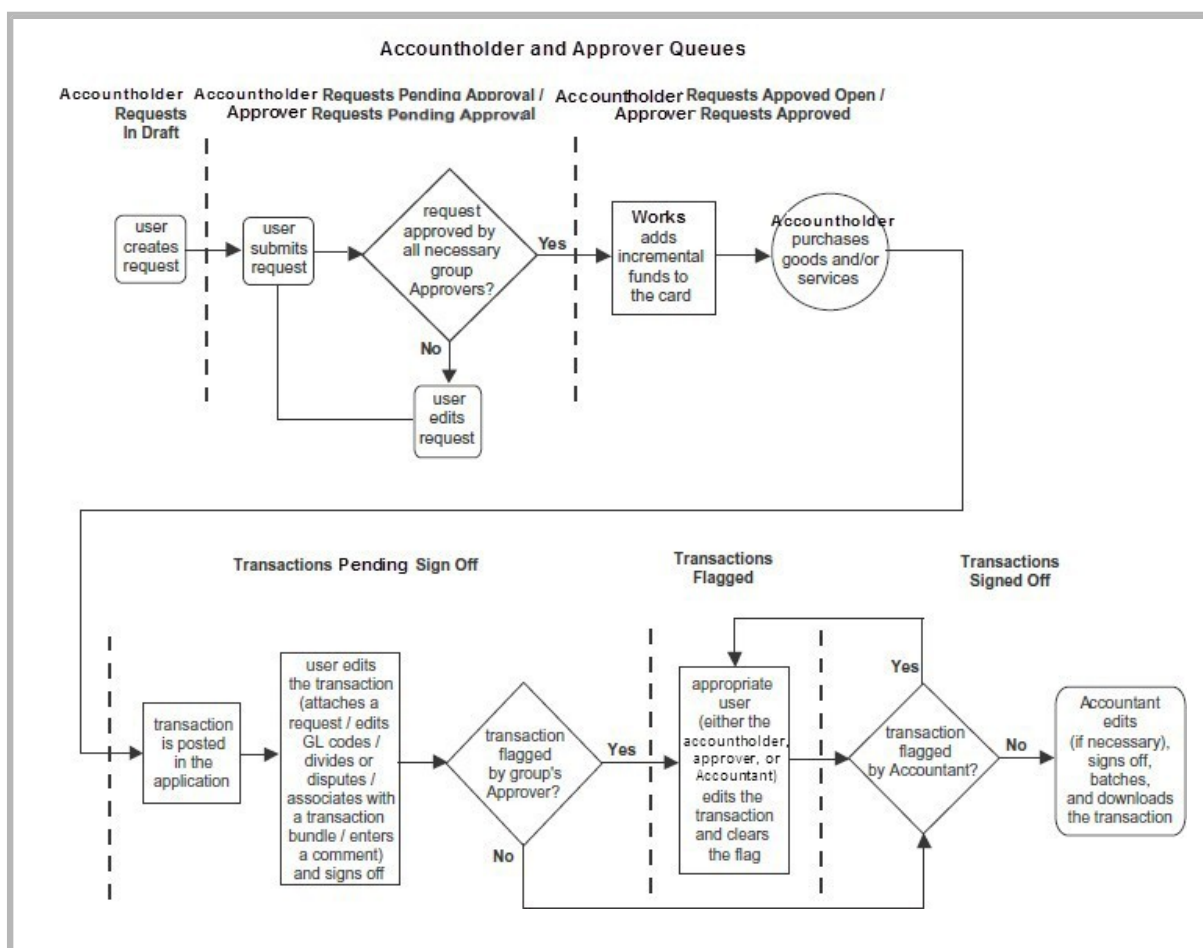 Accountholder and Approver Queues
Accountholder
Requests
In Draft
Accountholder Requests Pending Approval /
Approver Requests Pending Approval
Accountholder Requests Appoved Open /
Approver Requests Approved
user
creates
request
user
submits
request
request
approved by
all necessary
group
Approvers?
Yes
No
user
edits
request
Works
adds
incremental
funds to
the card
Accountholder
purchases
goods and/or
services
Transactions Pending Sign Off
Transactions
Flagged
Transactions
Signed Off
transaction
is posted
in the
application
user edits
the transaction
(attaches a
request / edits
GL codes /
divides or
disputes /
associates with
a transaction
bundle / enters
a comment)
and signs off
transaction
flagged
by group's
Approver?
Yes
No
appropriate
user
(either the
accountholder,
approver, or
Accountant)
edits the
transaction
and clears
the flag
Yes
transaction
flagged
by Accountant?
No
Accountant
edits
(if necessary),
signs off,
batches,
and downloads
the transaction